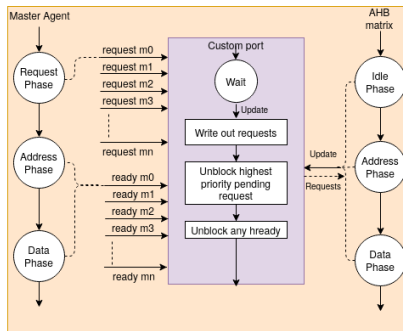 Master Agent
Request
Phase
Address
Phase
Data
Phase
request m0
request m1
request m2
request m3
request mn
ready m0
ready m1
ready m2
ready m3
ready mn
Custom port
Wait
Update
Write out requests
Unblock highest
priority pending
request
Unblock any hready
Update
Requests
AHB
matrix
Idle
Phase
Address
Phase
Data
Phase